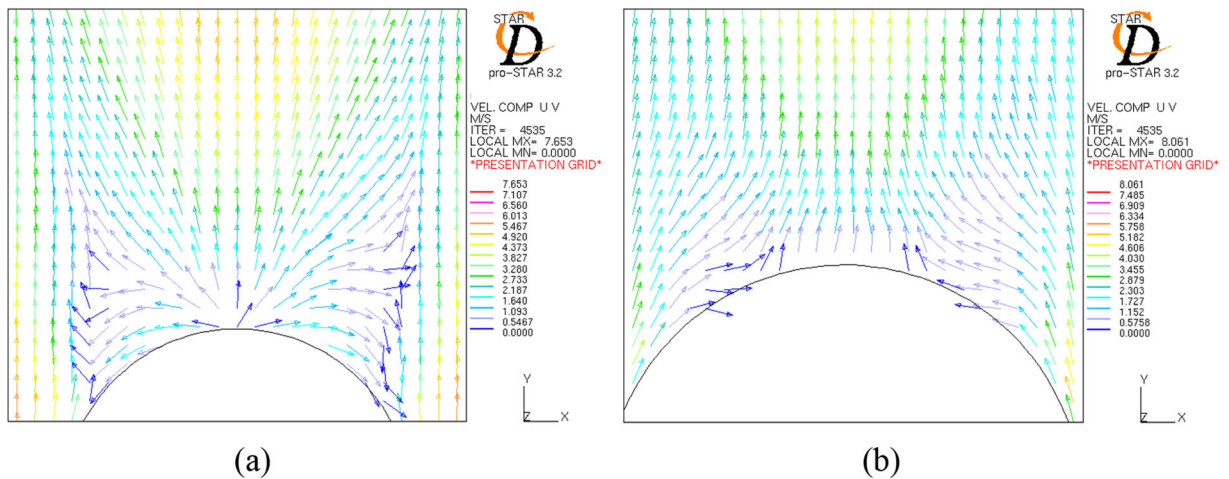 STAR
D
pro-STAR 3.2
VEL. COMP U V
M/S
ITER = 4535
LOCAL MX= 7.653
LOCAL MN= 0.0000
*PRESENTATION GRID*
7.653
7.107
6.560
6.013
5.467
4.920
4.373
3.827
3.280
2.733
2.187
1.640
1.093
0.5467
0.0000
Y
Z X
(a)
STAR
D
pro-STAR 3.2
VEL. COMP U V
M/S
ITER = 4535
LOCAL MX= 8.061
LOCAL MN= 0.0000
*PRESENTATION GRID*
8.061
7.485
6.909
6.334
5.758
5.182
4.606
4.030
3.455
2.879
2.303
1.727
1.152
0.5758
0.0000
Y
Z X
(b)